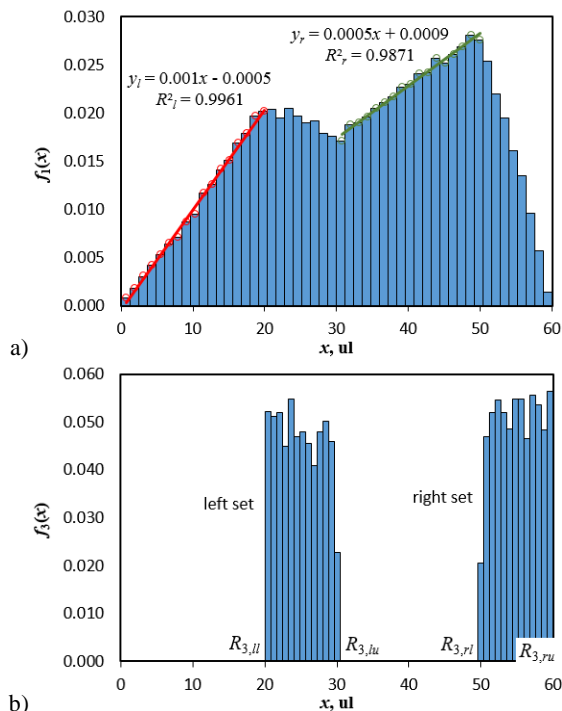 0.030
0.025
0.020
0.015
0.010
0.005
0.000
f₁(x)
yₗ = 0.001x - 0.0005
R²ₗ = 0.9961
yᵣ = 0.0005x + 0.0009
R²ᵣ = 0.9871
0 10 20 30 40 50 60
x, ul
a)
0.060
0.050
0.040
0.030
0.020
0.010
0.000
f₃(x)
left set
right set
R₃,ₗₗ R₃,ₗᵤ R₃,ᵣₗ R₃,ᵣᵤ
0 10 20 30 40 50 60
x, ul
b)